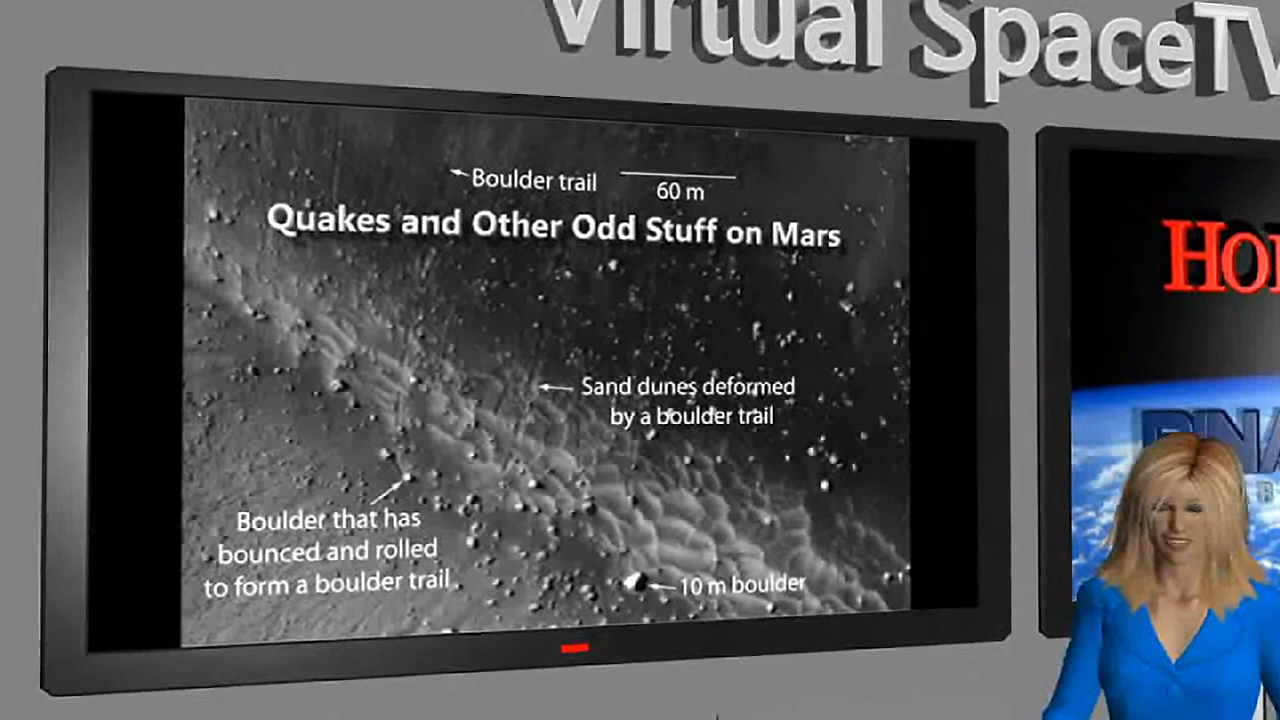 Virtual SpaceTV
Boulder trail
60 m
Quakes and Other Odd Stuff on Mars
Sand dunes deformed
by a boulder trail
Boulder that has
bounced and rolled
to form a boulder trail
10 m boulder